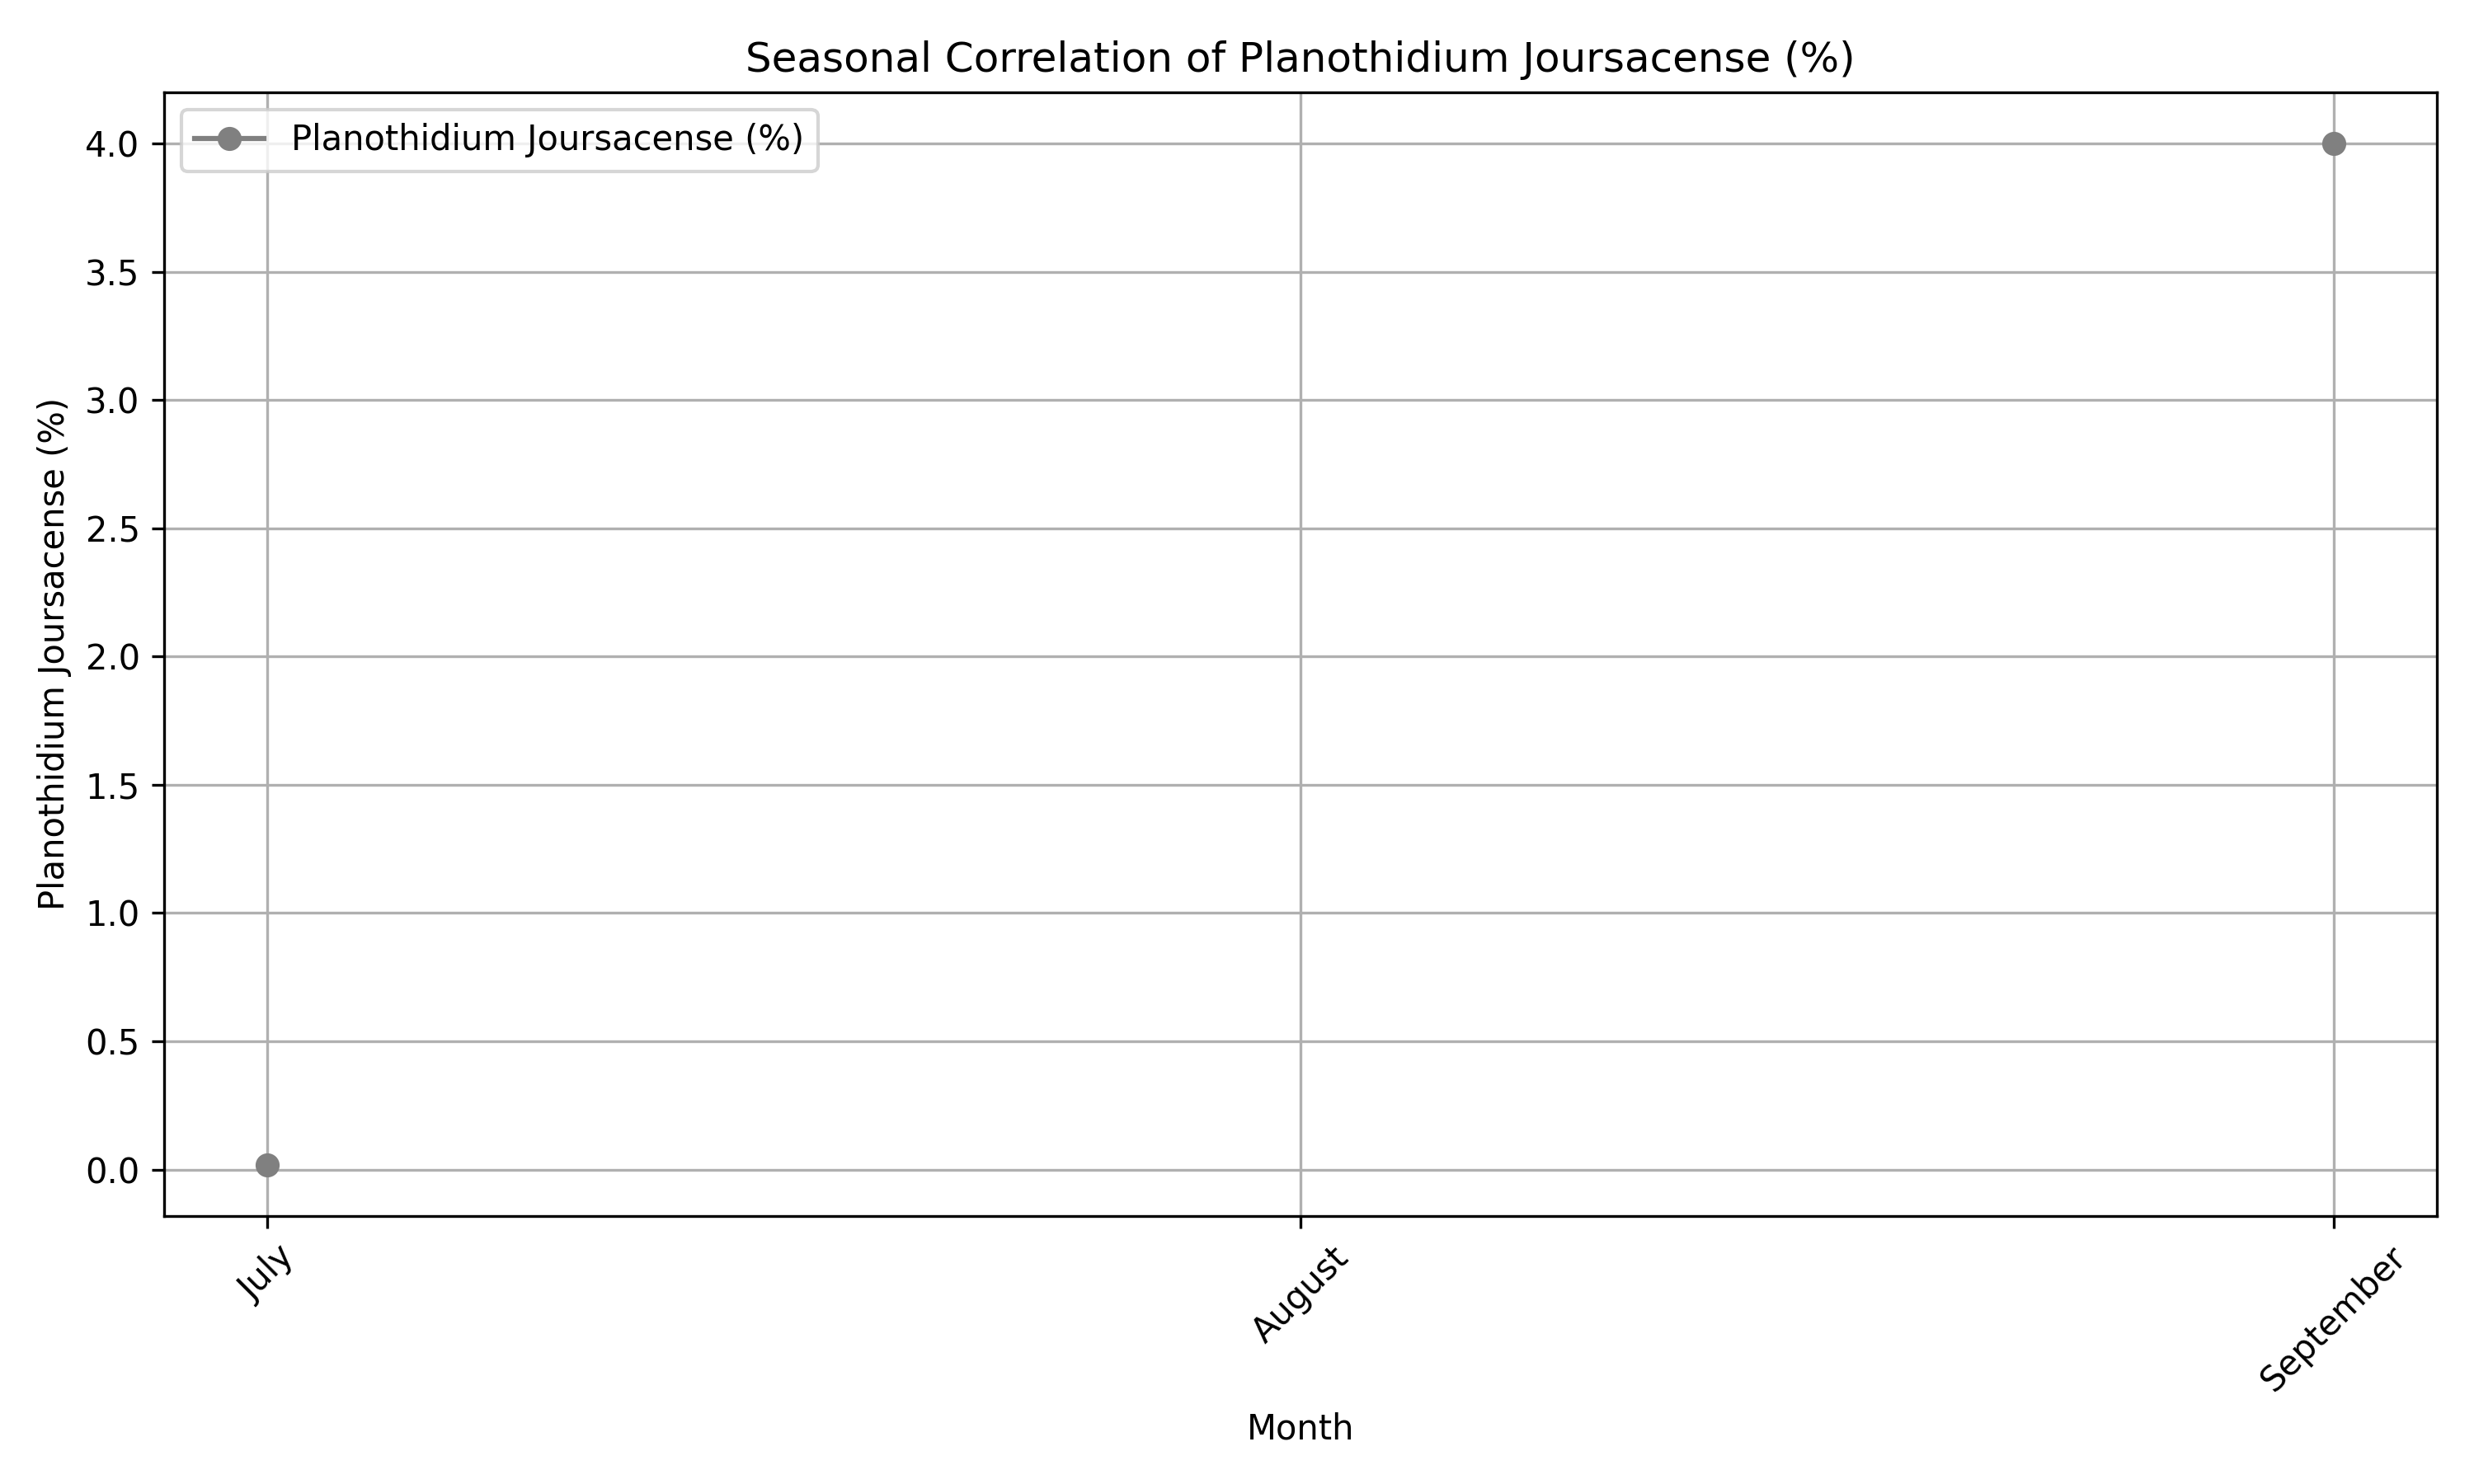 Seasonal Correlation of Planothidium Joursacense (%)
Planothidium Joursacense (%)
4.0
3.5
3.0
2.5
2.0
1.5
1.0
0.5
0.0
Planothidium Joursacense (%)
July
August
September
Month